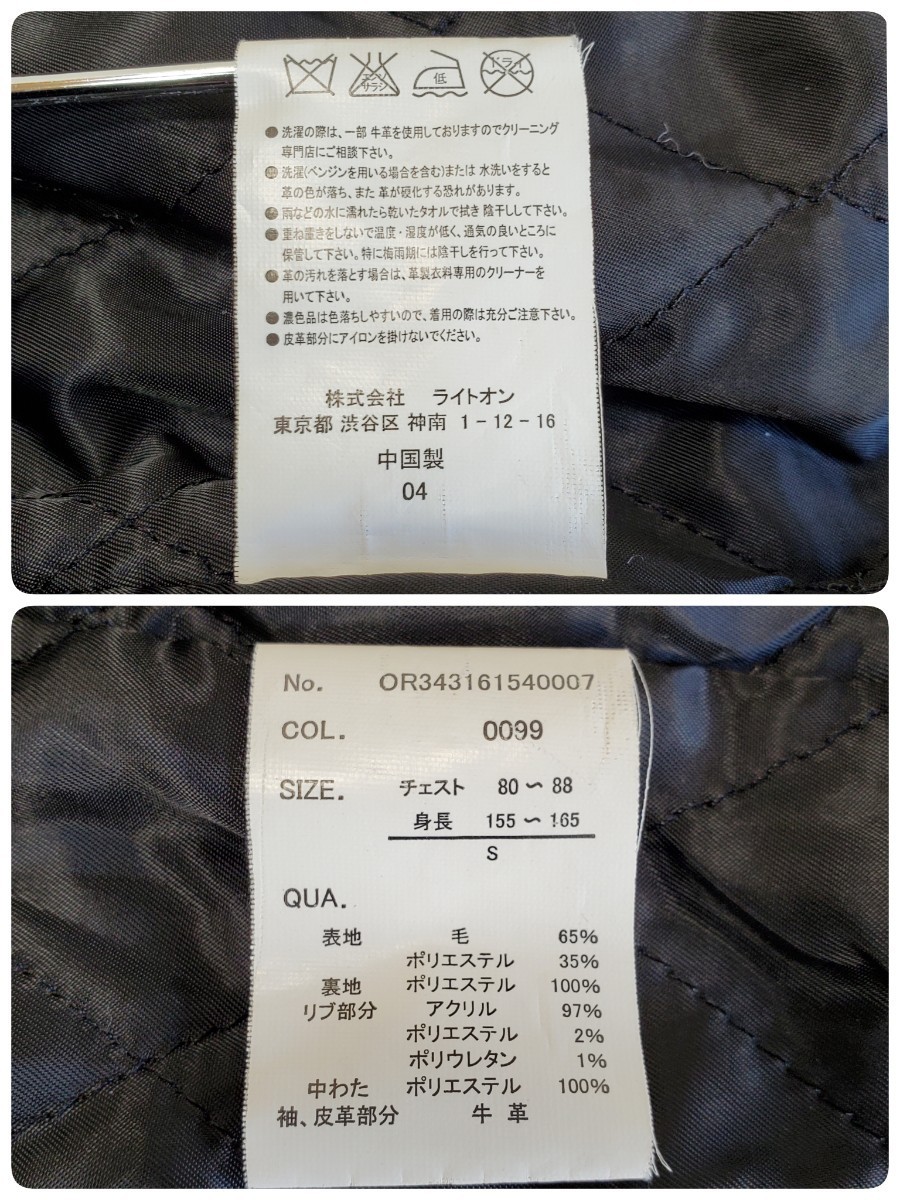 エンソ
サラシ
低
ドライ
● 洗濯の際は、一部 牛革を使用しておりますのでクリーニング
専門店にご相談下さい。
● 洗濯(ベンジンを用いる場合を含む)または 水洗いをすると
革の色が落ち、また 革が硬化する恐れがあります。
● 雨などの水に濡れたら乾いたタオルで拭き 陰干しして下さい。
● 重ね置きをしないで温度・湿度が低く、通気の良いところに
保管して下さい。特に梅雨期には陰干しを行って下さい。
● 革の汚れを落とす場合は、革製衣料専用のクリーナーを
用いて下さい。
● 濃色品は色落ちしやすいので、着用の際は充分ご注意下さい。
● 皮革部分にアイロンを掛けないでください。
株式会社 ライトオン
東京都 渋谷区 神南 1-12-16
中国製
04
No. OR343161540007
COL. 0099
SIZE. チェスト 80～88
身長 155～165
S
QUA.
表地 毛 65%
ポリエステル 35%
裏地 ポリエステル 100%
リブ部分 アクリル 97%
ポリエステル 2%
ポリウレタン 1%
中わた ポリエステル 100%
袖、皮革部分 牛革